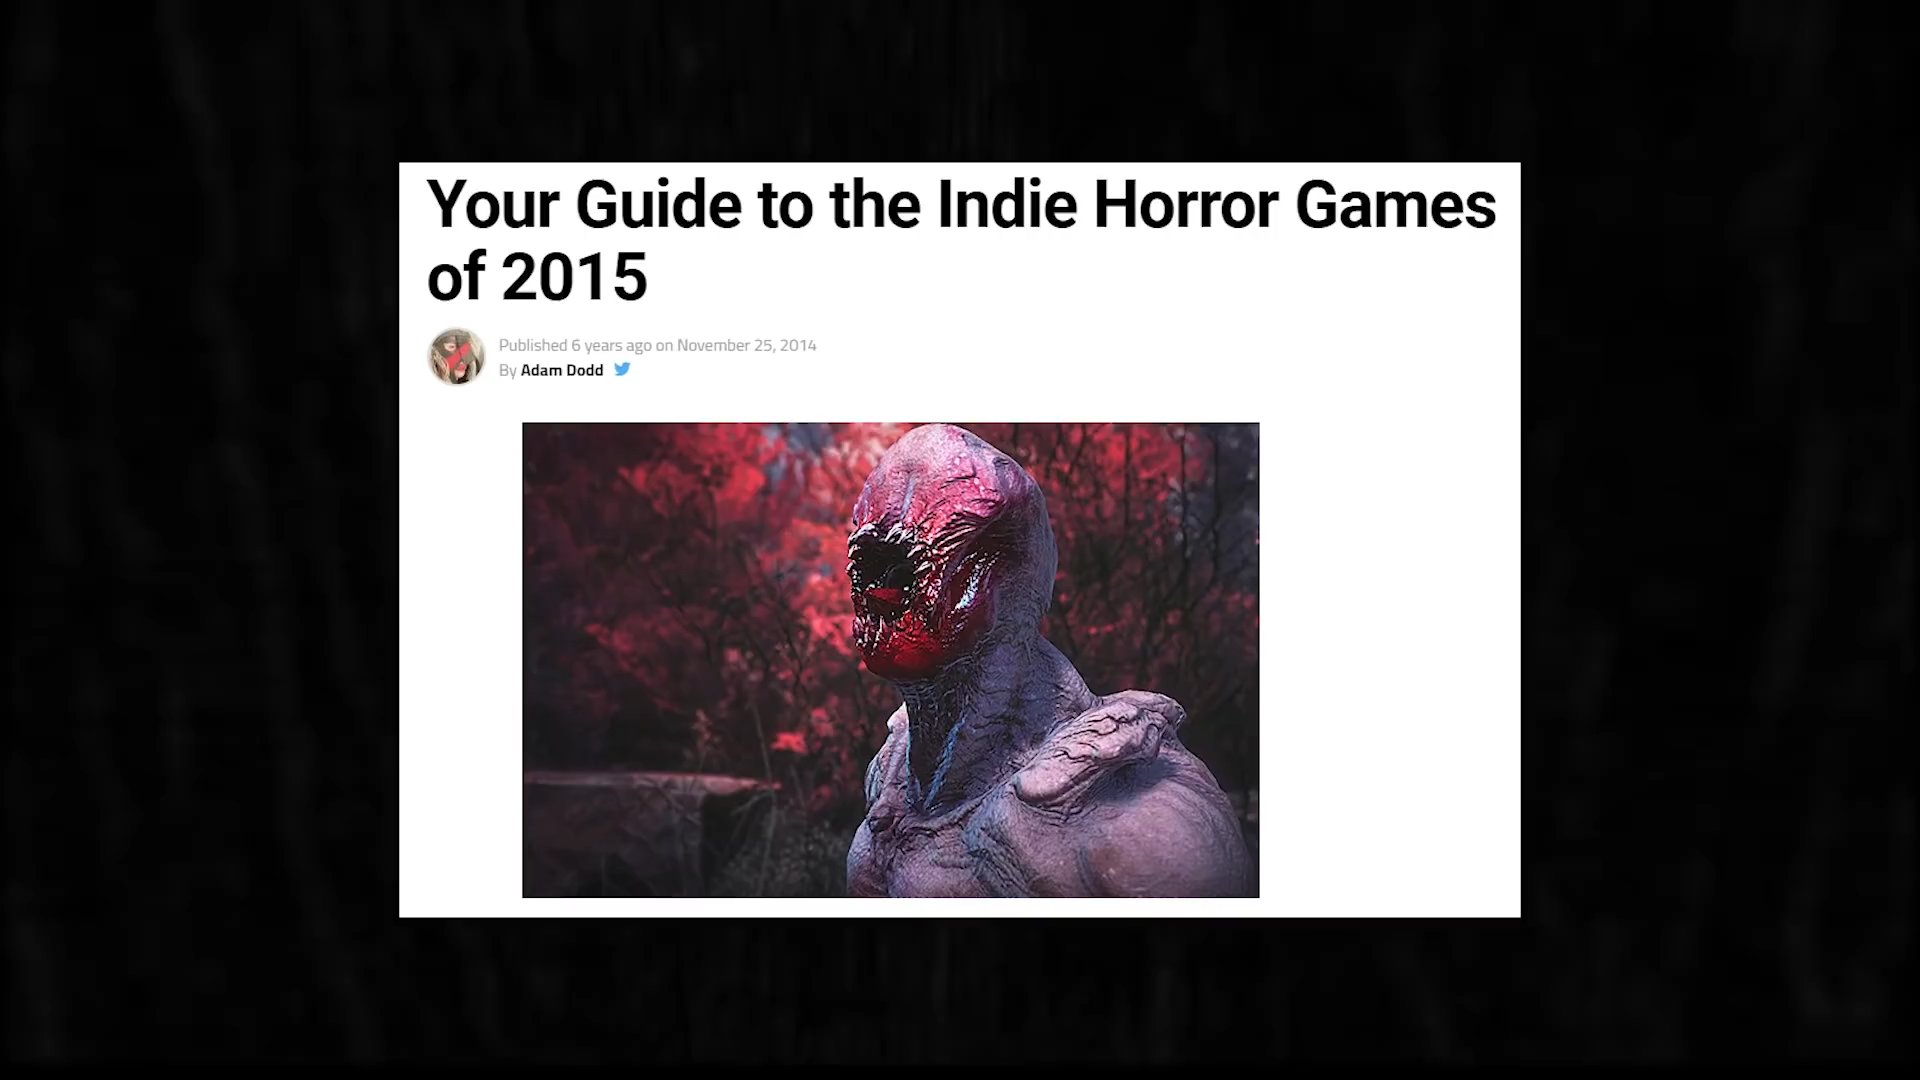 Your Guide to the Indie Horror Games
of 2015
Published 6 years ago on November 25, 2014
By Adam Dodd